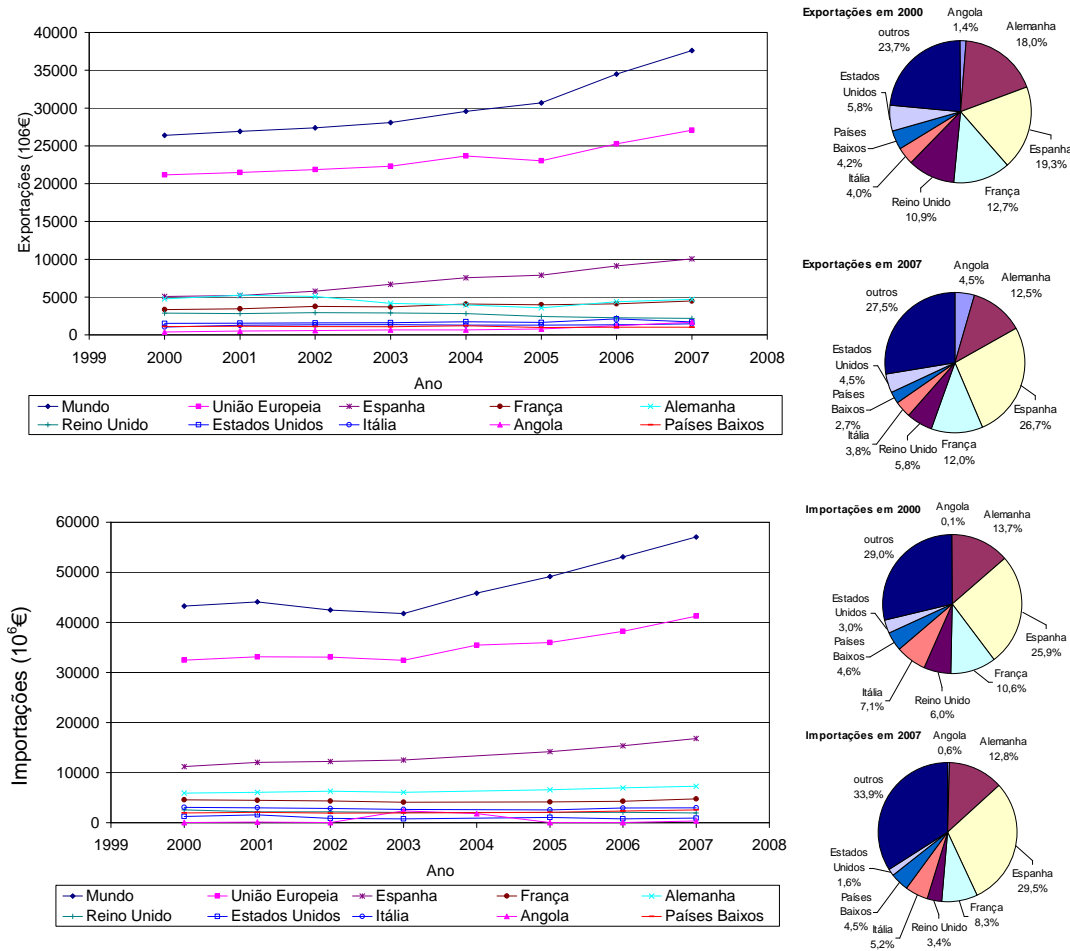 Exportações (106€)
40000
35000
30000
25000
20000
15000
10000
5000
0
1999 2000 2001 2002 2003 2004 2005 2006 2007 2008
Ano
Mundo União Europeia Espanha França Alemanha
Reino Unido Estados Unidos Itália Angola Países Baixos
Exportações em 2000
Angola
1,4%
Alemanha
18,0%
outros
23,7%
Estados
Unidos
5,8%
Países
Baixos
4,2%
Itália
4,0%
Reino Unido
10,9%
França
12,7%
Espanha
19,3%
Exportações em 2007
Angola
4,5%
Alemanha
12,5%
outros
27,5%
Estados
Unidos
4,5%
Países
Baixos
2,7%
Itália
3,8%
Reino Unido
5,8%
França
12,0%
Espanha
26,7%
Importações (10⁶€)
60000
50000
40000
30000
20000
10000
0
1999 2000 2001 2002 2003 2004 2005 2006 2007 2008
Ano
Mundo União Europeia Espanha França Alemanha
Reino Unido Estados Unidos Itália Angola Países Baixos
Importações em 2000
Angola
0,1%
Alemanha
13,7%
outros
29,0%
Estados
Unidos
3,0%
Países
Baixos
4,6%
Itália
7,1%
Reino Unido
6,0%
França
10,6%
Espanha
25,9%
Importações em 2007
Angola
0,6%
Alemanha
12,8%
outros
33,9%
Estados
Unidos
1,6%
Países
Baixos
4,5%
Itália
5,2%
Reino Unido
3,4%
França
8,3%
Espanha
29,5%